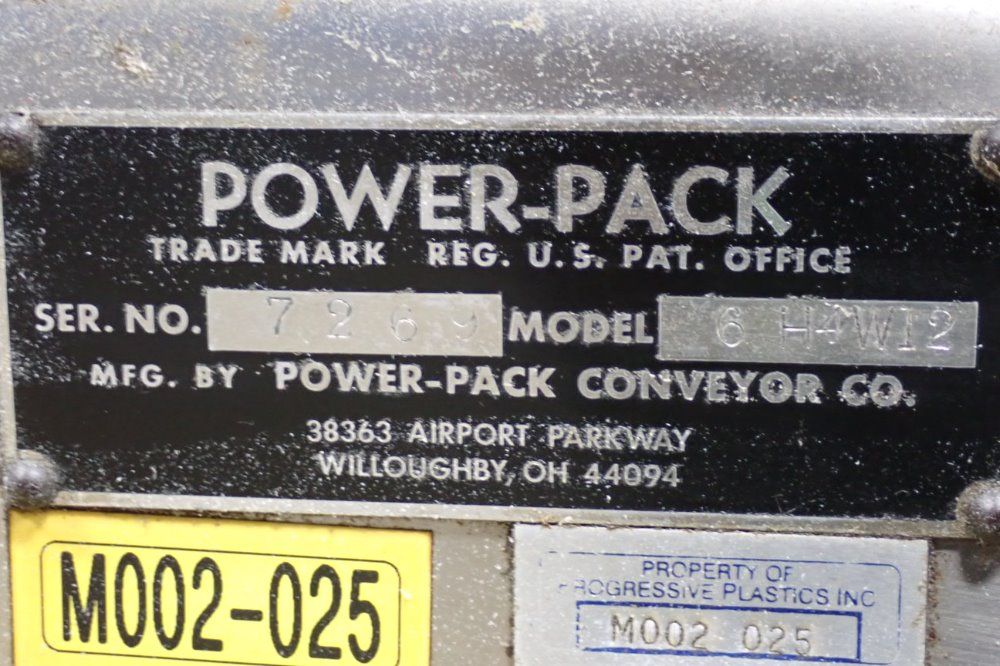 POWER-PACK
TRADE MARK REG. U.S. PAT. OFFICE
SER. NO. 7269 MODEL 6 H4W12
MFG. BY POWER-PACK CONVEYOR CO.
38363 AIRPORT PARKWAY
WILLOUGHBY, OH 44094
M002-025
PROPERTY OF
PROGRESSIVE PLASTICS INC
M002 025